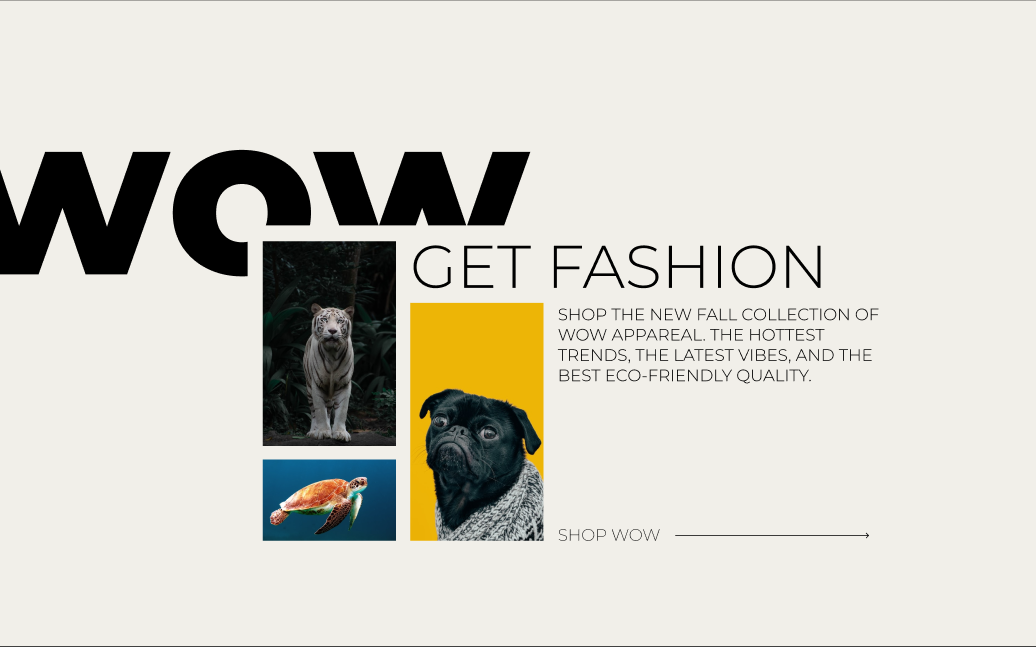 WOW
GET FASHION
SHOP THE NEW FALL COLLECTION OF
WOW APPAREAL. THE HOTTEST
TRENDS, THE LATEST VIBES, AND THE
BEST ECO-FRIENDLY QUALITY.
SHOP WOW